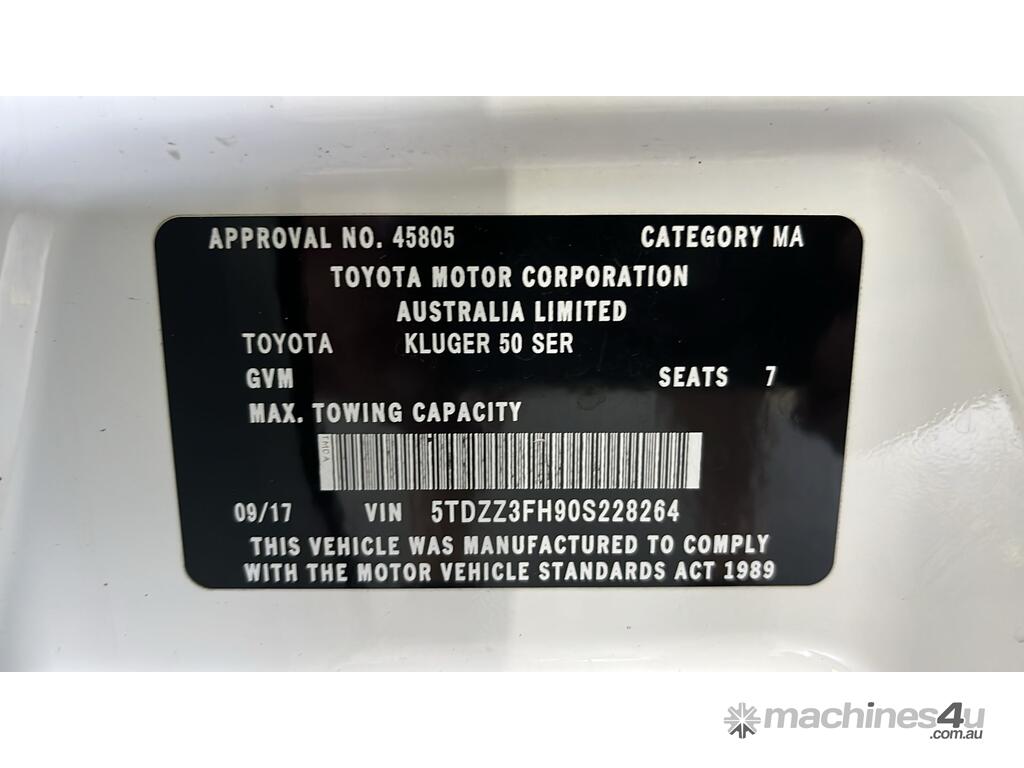 APPROVAL NO. 45805 CATEGORY MA
TOYOTA MOTOR CORPORATION
AUSTRALIA LIMITED
TOYOTA KLUGER 50 SER
GVM SEATS 7
MAX. TOWING CAPACITY
TMDA
09/17 VIN 5TDZZ3FH90S228264
THIS VEHICLE WAS MANUFACTURED TO COMPLY
WITH THE MOTOR VEHICLE STANDARDS ACT 1989
machines4u
.com.au